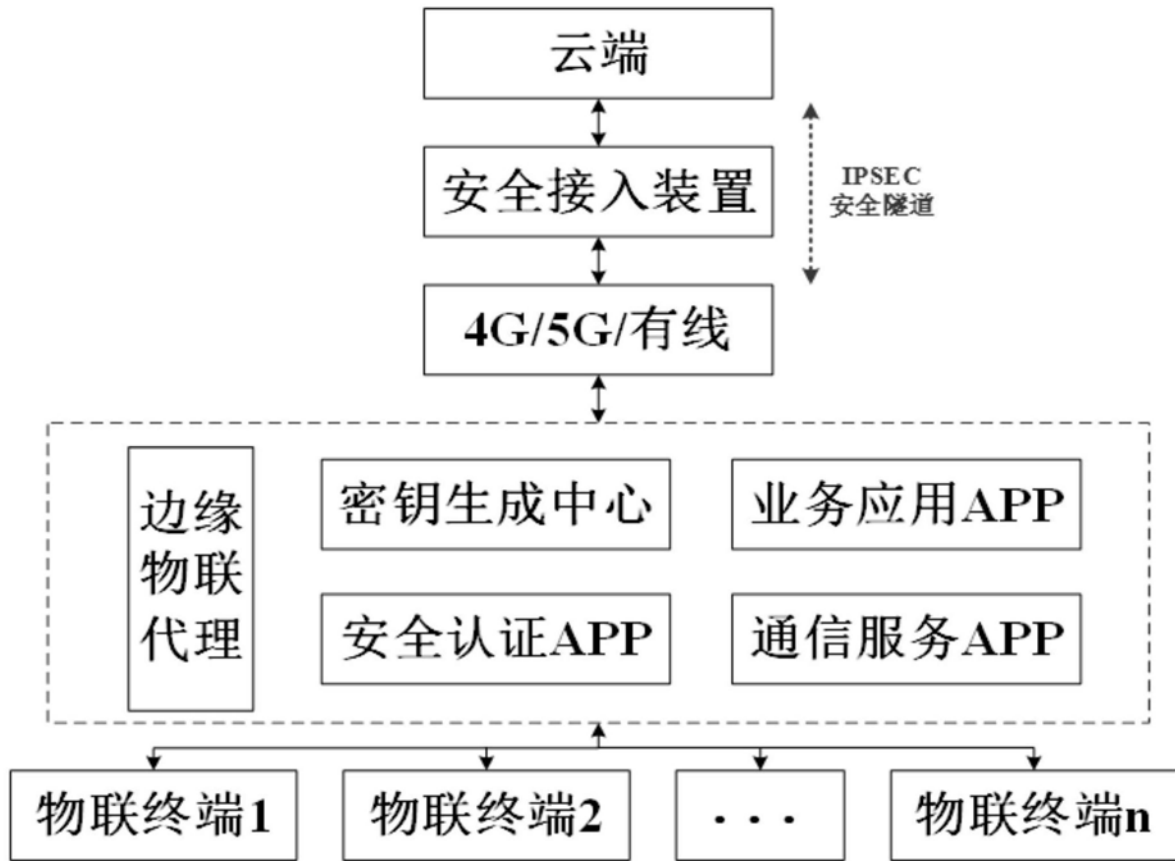 云端
安全接入装置
IPSEC
安全隧道
4G/5G/有线
边缘
物联
代理
密钥生成中心
业务应用APP
安全认证APP
通信服务APP
物联终端1
物联终端2
···
物联终端n